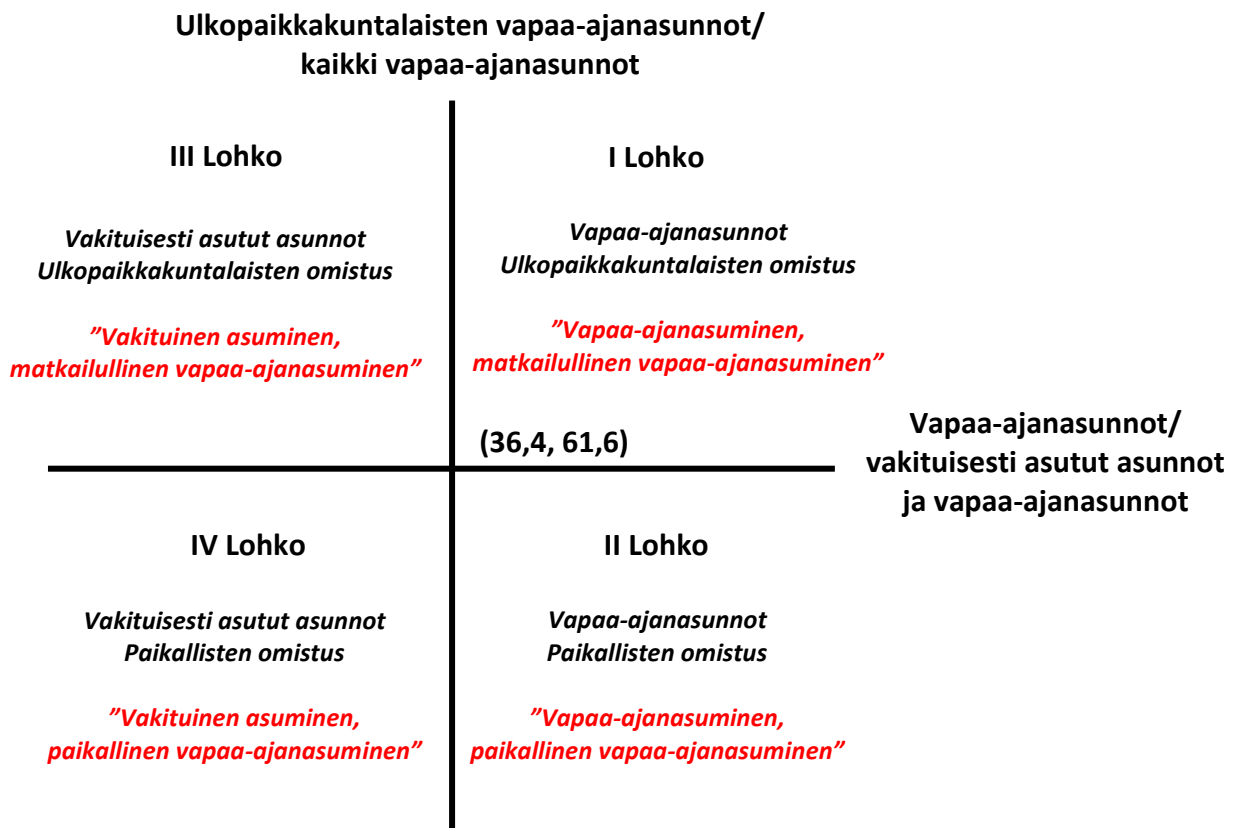 Ulkopaikkakuntalaisten vapaa-ajanasunnot/
kaikki vapaa-ajanasunnot
III Lohko
Vakituisesti asutut asunnot
Ulkopaikkakuntalaisten omistus
”Vakituinen asuminen,
matkailullinen vapaa-ajanasuminen”
I Lohko
Vapaa-ajanasunnot
Ulkopaikkakuntalaisten omistus
”Vapaa-ajanasuminen,
matkailullinen vapaa-ajanasuminen”
(36,4, 61,6)
Vapaa-ajanasunnot/
vakituisesti asutut asunnot
ja vapaa-ajanasunnot
IV Lohko
Vakituisesti asutut asunnot
Paikallisten omistus
”Vakituinen asuminen,
paikallinen vapaa-ajanasuminen”
II Lohko
Vapaa-ajanasunnot
Paikallisten omistus
”Vapaa-ajanasuminen,
paikallinen vapaa-ajanasuminen”